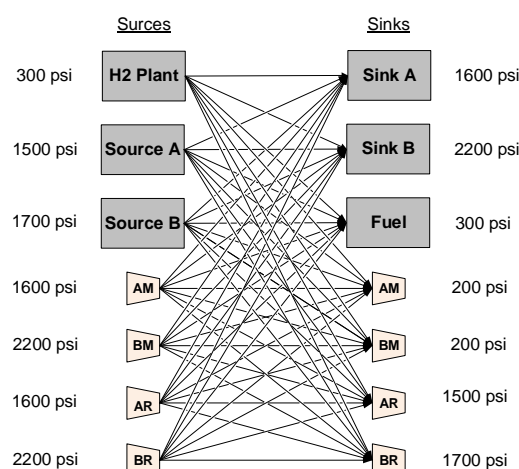 Surces Sinks
300 psi H2 Plant Sink A 1600 psi
1500 psi Source A Sink B 2200 psi
1700 psi Source B Fuel 300 psi
1600 psi AM AM 200 psi
2200 psi BM BM 200 psi
1600 psi AR AR 1500 psi
2200 psi BR BR 1700 psi